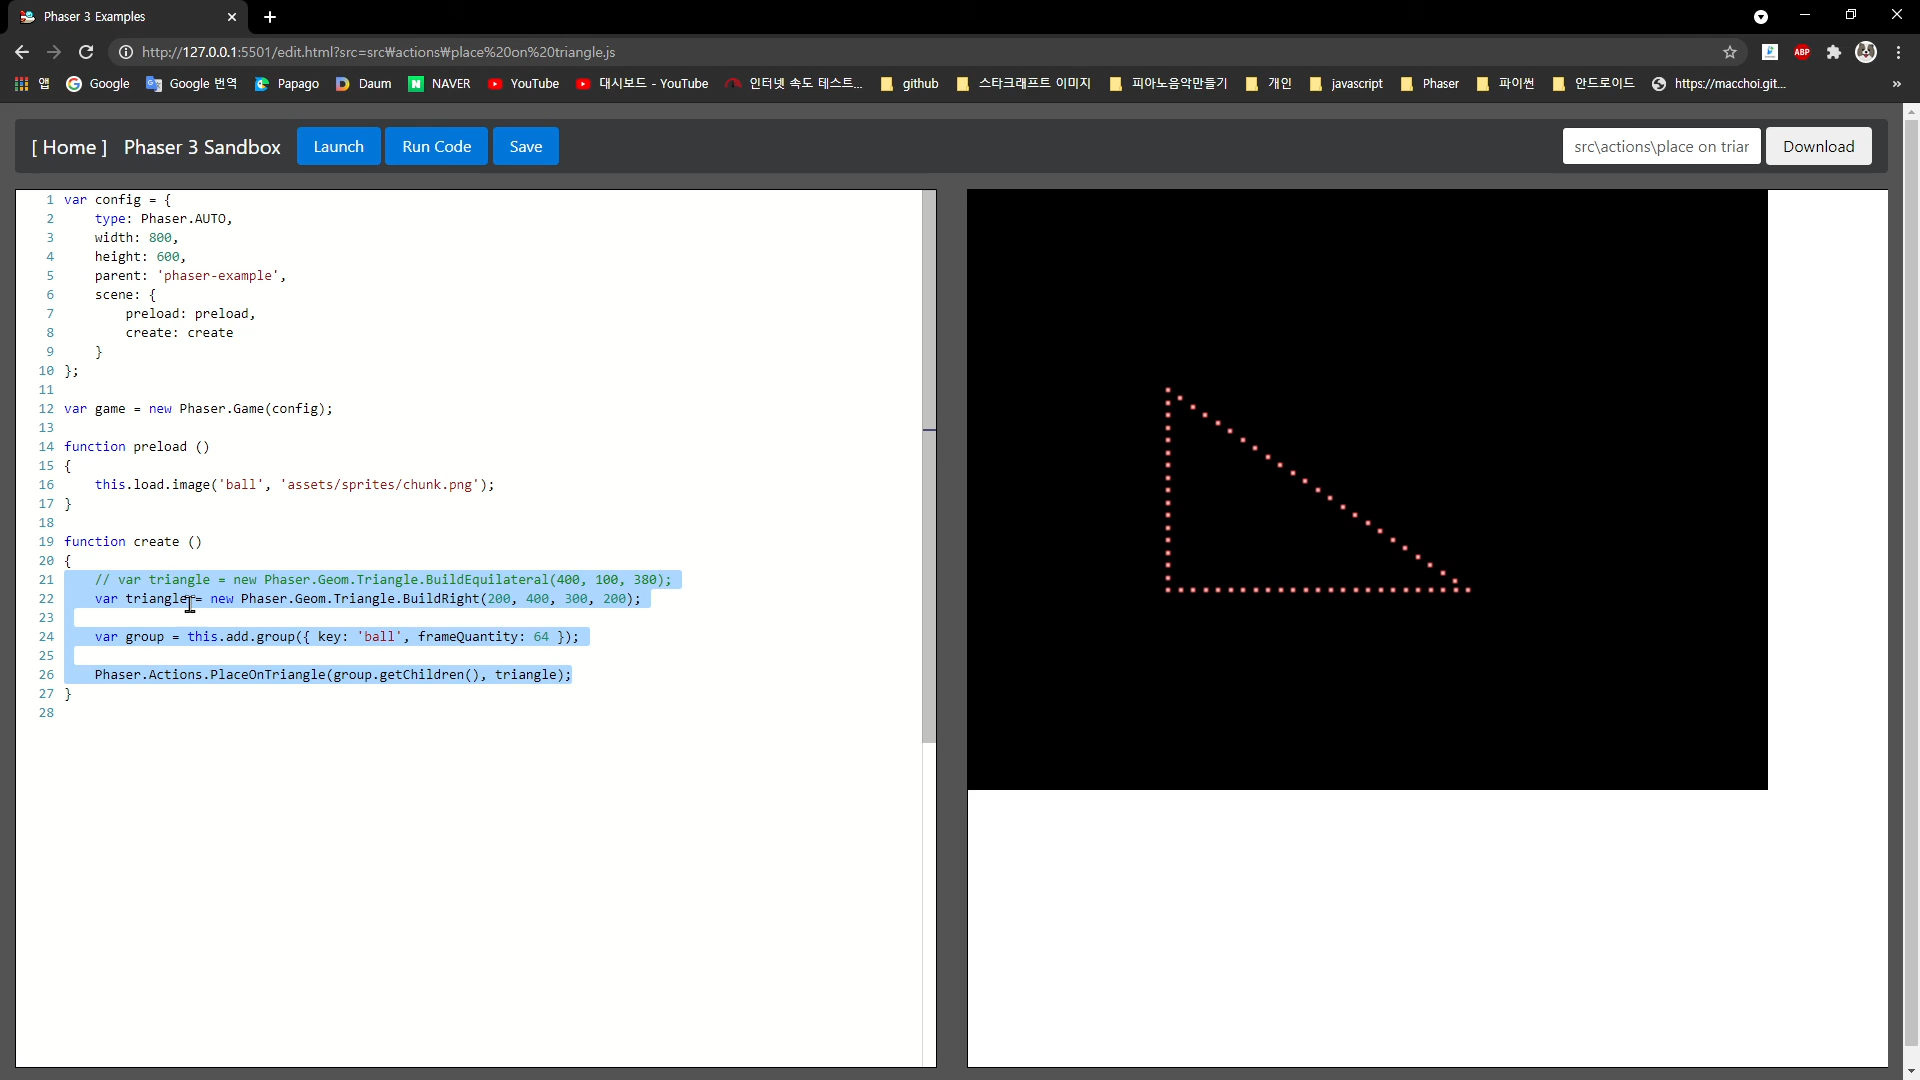 Phaser 3 Examples
http://127.0.0.1:5501/edit.html?src=src₩actions₩place%20on%20triangle.js
앱 Google Google 번역 Papago Daum NAVER YouTube 대시보드 - YouTube 인터넷 속도 테스트... github 스타크래프트 이미지 피아노음악만들기 개인 javascript Phaser 파이썬 안드로이드 https://macchoi.git... »
[ Home ] Phaser 3 Sandbox Launch Run Code Save src\actions\place on triar Download
1 var config = {
2 type: Phaser.AUTO,
3 width: 800,
4 height: 600,
5 parent: 'phaser-example',
6 scene: {
7 preload: preload,
8 create: create
9 }
10 };
11
12 var game = new Phaser.Game(config);
13
14 function preload ()
15 {
16 this.load.image('ball', 'assets/sprites/chunk.png');
17 }
18
19 function create ()
20 {
21 // var triangle = new Phaser.Geom.Triangle.BuildEquilateral(400, 100, 380);
22 var triangle = new Phaser.Geom.Triangle.BuildRight(200, 400, 300, 200);
23
24 var group = this.add.group({ key: 'ball', frameQuantity: 64 });
25
26 Phaser.Actions.PlaceOnTriangle(group.getChildren(), triangle);
27 }
28